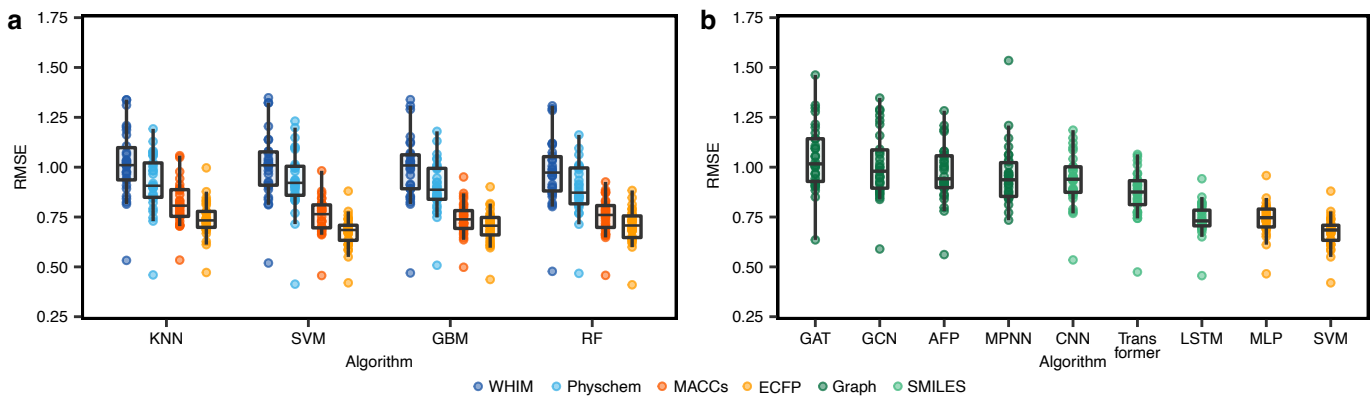 a
1.75
1.50
1.25
1.00
0.75
0.50
0.25
RMSE
KNN SVM GBM RF
Algorithm
b
1.75
1.50
1.25
1.00
0.75
0.50
0.25
RMSE
GAT GCN AFP MPNN CNN Trans LSTM MLP SVM
former
Algorithm
WHIM Physchem MACCs ECFP Graph SMILES